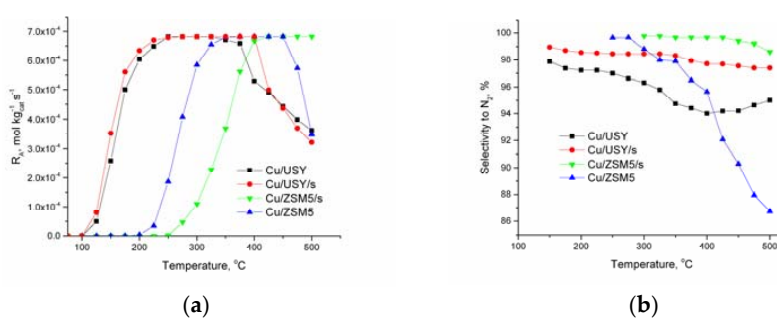 7.0x10⁻⁴
6.0x10⁻⁴
5.0x10⁻⁴
4.0x10⁻⁴
3.0x10⁻⁴
2.0x10⁻⁴
1.0x10⁻⁴
0.0
R_A, mol kg⁻¹_cat s⁻¹
Cu/USY
Cu/USY/s
Cu/ZSM5/s
Cu/ZSM5
100 200 300 400 500
Temperature, °C
(a)
100
98
96
94
92
90
88
86
Selectivity to N₂, %
Cu/USY
Cu/USY/s
Cu/ZSM5/s
Cu/ZSM5
100 200 300 400 500
Temperature, °C
(b)